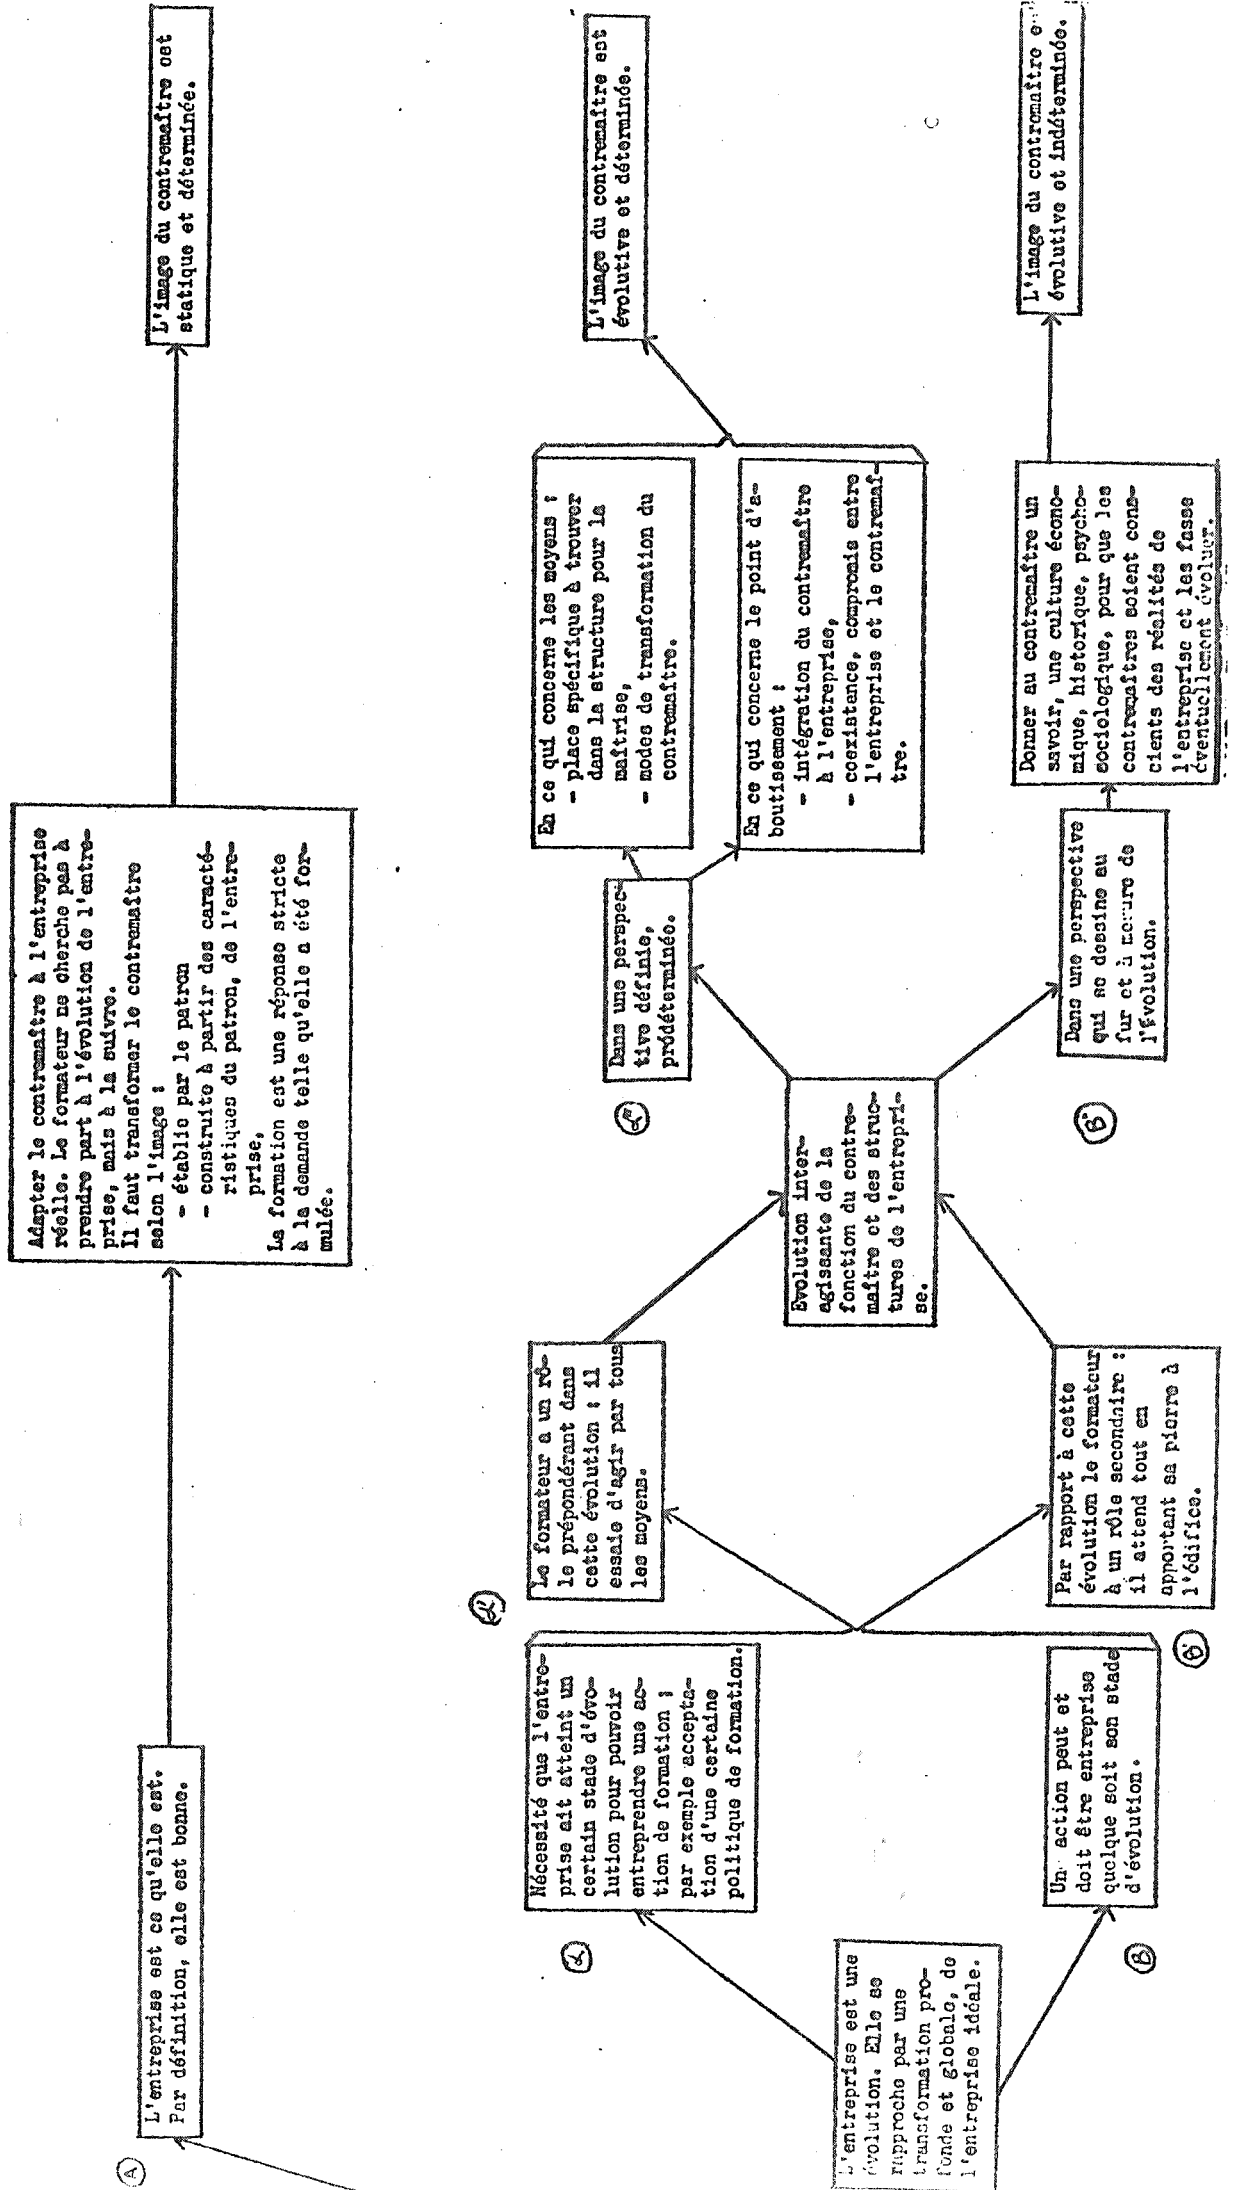 A
L'entreprise est ce qu'elle est.
Par définition, elle est bonne.
Adapter le contremaître à l'entreprise
réelle. Le formateur ne cherche pas à
prendre part à l'évolution de l'entre-
prise, mais à la suivre.
Il faut transformer le contremaître
selon l'image :
- établie par le patron
- construite à partir des caracté-
ristiques du patron, de l'entre-
prise,
La formation est une réponse stricte
à la demande telle qu'elle a été for-
mulée.
L'image du contremaître est
statique et déterminée.
L'entreprise est une
évolution. Elle se
rapproche par une
transformation pro-
fonde et globale, de
l'entreprise idéale.
α
Nécessité que l'entre-
prise ait atteint un
certain stade d'évo-
lution pour pouvoir
entreprendre une ac-
tion de formation :
par exemple accepta-
tion d'une certaine
politique de formation.
B
Un action peut et
doit être entreprise
quelque soit son stade
d'évolution.
α'
Le formateur a un rô-
le prépondérant dans
cette évolution : il
essaie d'agir par tous
les moyens.
B'
Par rapport à cette
évolution le formateur
à un rôle secondaire :
il attend tout en
apportant sa pierre à
l'édifice.
Evolution inter-
agissante de la
fonction du contre-
maître et des struc-
tures de l'entrepri-
se.
α"
Dans une perspec-
tive définie,
prédéterminée.
B"
Dans une perspective
qui se dessine au
fur et à mesure de
l'Évolution.
En ce qui concerne les moyens :
- place spécifique à trouver
dans la structure pour la
maîtrise,
- modes de transformation du
contremaître.
En ce qui concerne le point d'a-
boutissement :
- intégration du contremaître
à l'entreprise,
- coexistence, compromis entre
l'entreprise et le contremaî-
tre.
Donner au contremaître un
savoir, une culture écono-
mique, historique, psycho-
sociologique, pour que les
contremaîtres soient cons-
cients des réalités de
l'entreprise et les fasse
éventuellement évoluer.
L'image du contremaître est
évolutive et déterminée.
L'image du contremaître e
évolutive et indéterminée.